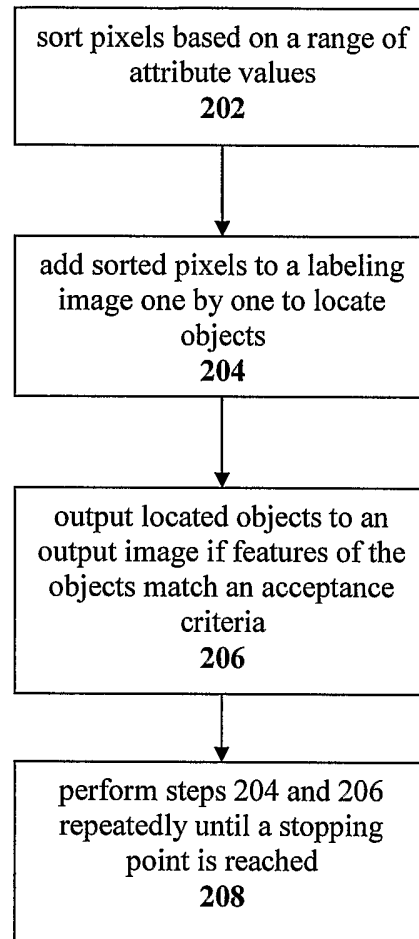 sort pixels based on a range of
attribute values
202
add sorted pixels to a labeling
image one by one to locate
objects
204
output located objects to an
output image if features of the
objects match an acceptance
criteria
206
perform steps 204 and 206
repeatedly until a stopping
point is reached
208